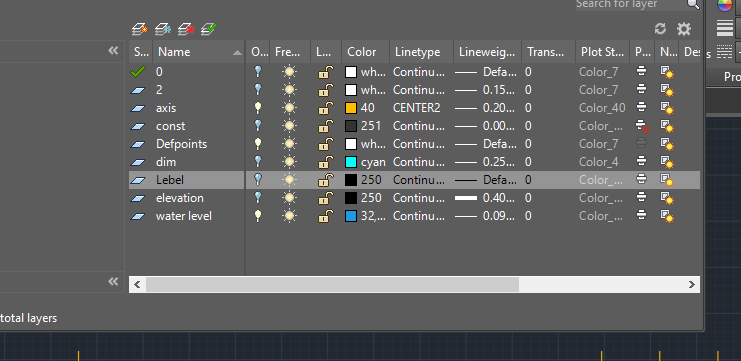 Search for layer
S... Name O.. Fre... L... Color Linetype Lineweig... Trans... Plot St... P... N... Des
0 wh... Continu... Defa... 0 Color_7
2 wh... Continu... 0.15... 0 Color_7
axis 40 CENTER2 0.20... 0 Color_40
const 251 Continu... 0.00... 0 Color_...
Defpoints wh... Continu... Defa... 0 Color_7
dim cyan Continu... 0.25... 0 Color_4
Lebel 250 Continu... Defa... 0 Color_...
elevation 250 Continu... 0.40... 0 Color_...
water level 32,... Continu... 0.09... 0 Color_...
Pro
total layers